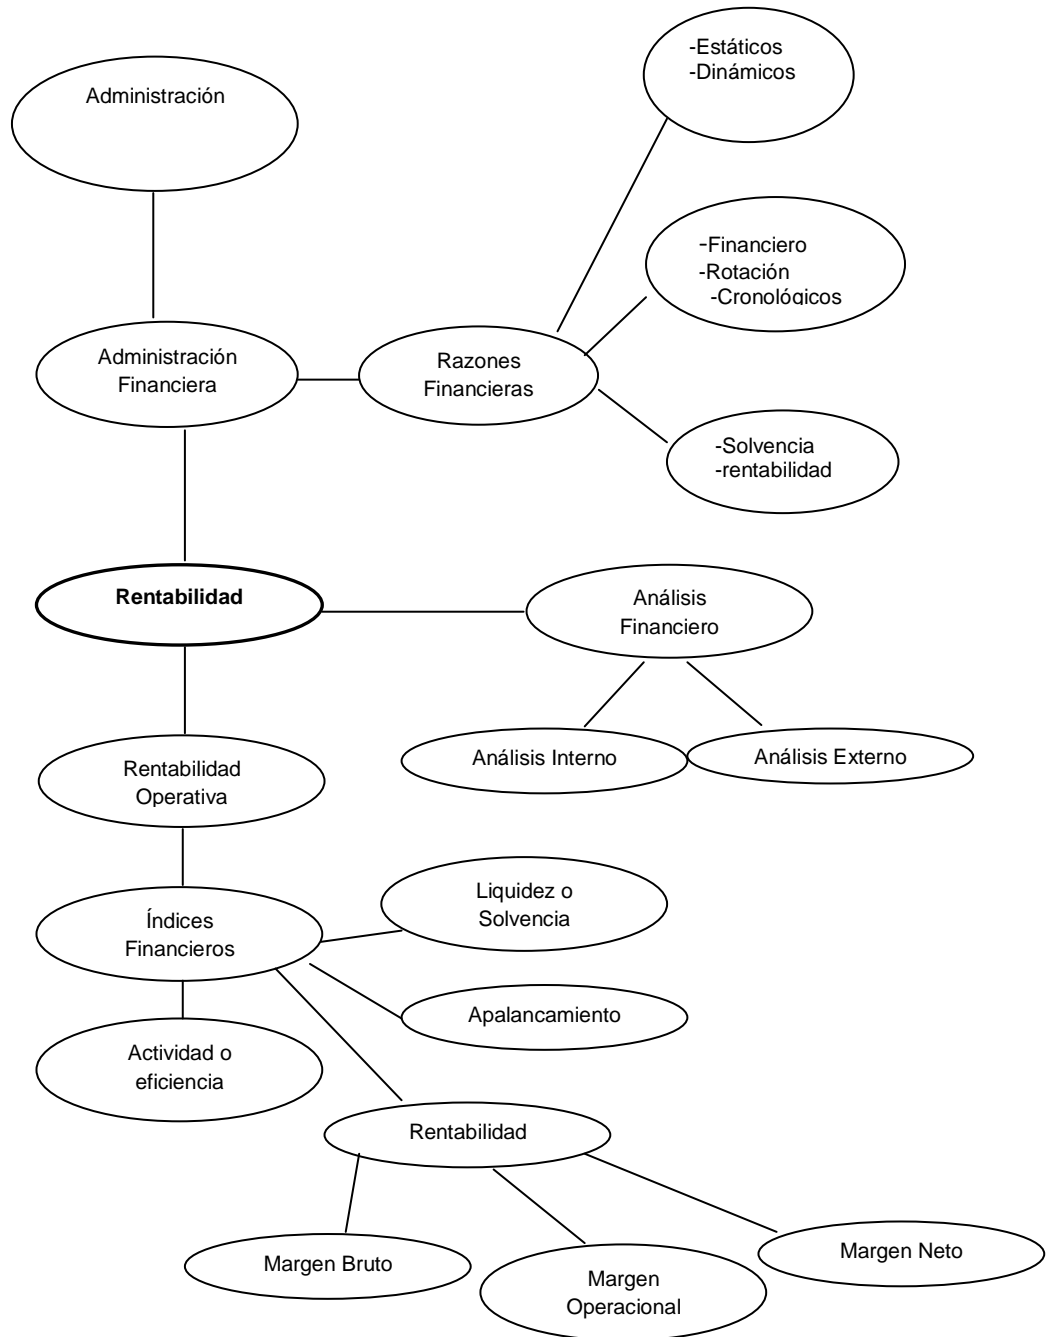 Administración
-Estáticos
-Dinámicos
-Financiero
-Rotación
-Cronológicos
Administración
Financiera
Razones
Financieras
-Solvencia
-rentabilidad
Rentabilidad
Análisis
Financiero
Análisis Interno
Análisis Externo
Rentabilidad
Operativa
Liquidez o
Solvencia
Índices
Financieros
Apalancamiento
Actividad o
eficiencia
Rentabilidad
Margen Bruto
Margen
Operacional
Margen Neto